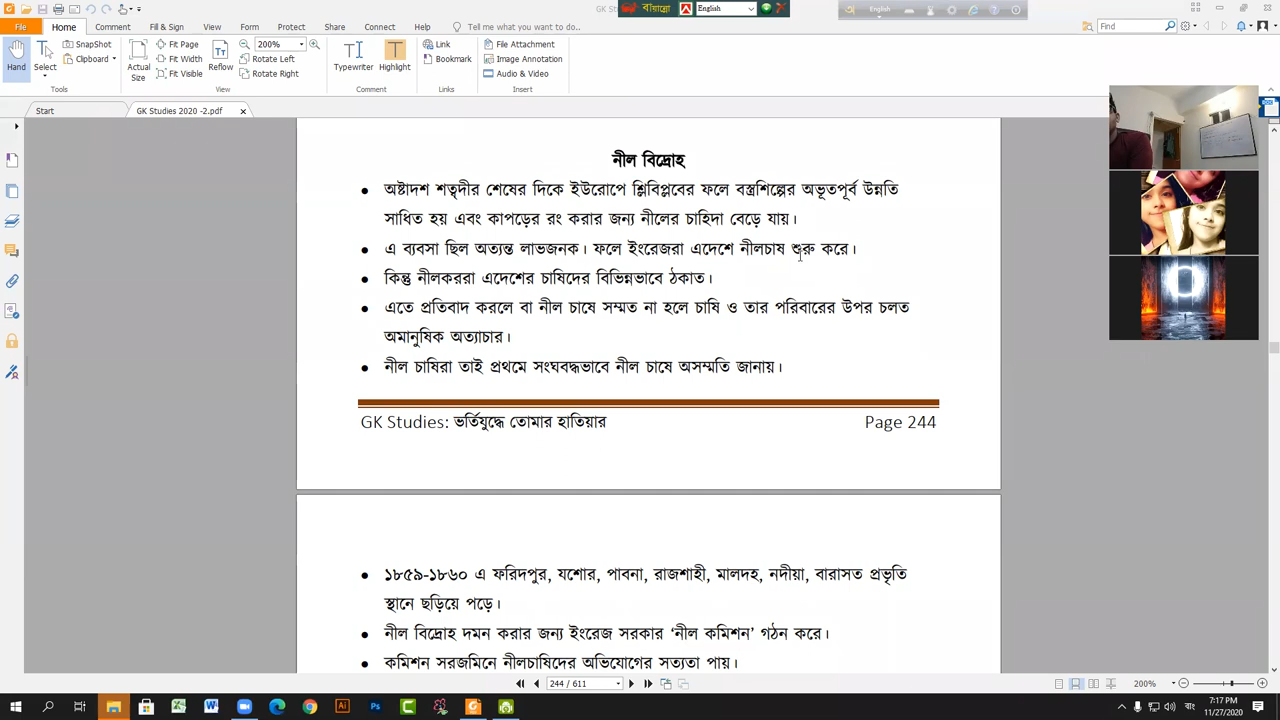 GK S
বায়ান্নো English
English
File Home Comment View Form Protect Share Connect Help Tell me what you want to do.. Find
SnapShot Fit Page 200% Link File Attachment
Clipboard Fit Width Rotate Left Bookmark Image Annotation
Hand Select Actual Size Fit Visible Reflow Rotate Right Typewriter Highlight Audio & Video
Tools View Comment Links Insert
Start GK Studies 2020 -2.pdf
নীল বিদ্রোহ
• অষ্টাদশ শতব্দীর শেষের দিকে ইউরোপে শ্লিবিপ্লবের ফলে বস্ত্রশিল্পের অভূতপূর্ব উন্নতি
সাধিত হয় এবং কাপড়ের রং করার জন্য নীলের চাহিদা বেড়ে যায়।
• এ ব্যবসা ছিল অত্যন্ত লাভজনক। ফলে ইংরেজরা এদেশে নীলচাষ শুরু করে।
• কিন্তু নীলকররা এদেশের চাষিদের বিভিন্নভাবে ঠকাত।
• এতে প্রতিবাদ করলে বা নীল চাষে সম্মত না হলে চাষি ও তার পরিবারের উপর চলত
অমানুষিক অত্যাচার।
• নীল চাষিরা তাই প্রথমে সংঘবদ্ধভাবে নীল চাষে অসম্মতি জানায়।
GK Studies: ভর্তিযুদ্ধে তোমার হাতিয়ার Page 244
• ১৮৫৯-১৮৬০ এ ফরিদপুর, যশোর, পাবনা, রাজশাহী, মালদহ, নদীয়া, বারাসত প্রভৃতি
স্থানে ছড়িয়ে পড়ে।
• নীল বিদ্রোহ দমন করার জন্য ইংরেজ সরকার ‘নীল কমিশন’ গঠন করে।
• কমিশন সরজমিনে নীলচাষিদের অভিযোগের সত্যতা পায়।
244 / 611 200%
7:17 PM
11/27/2020